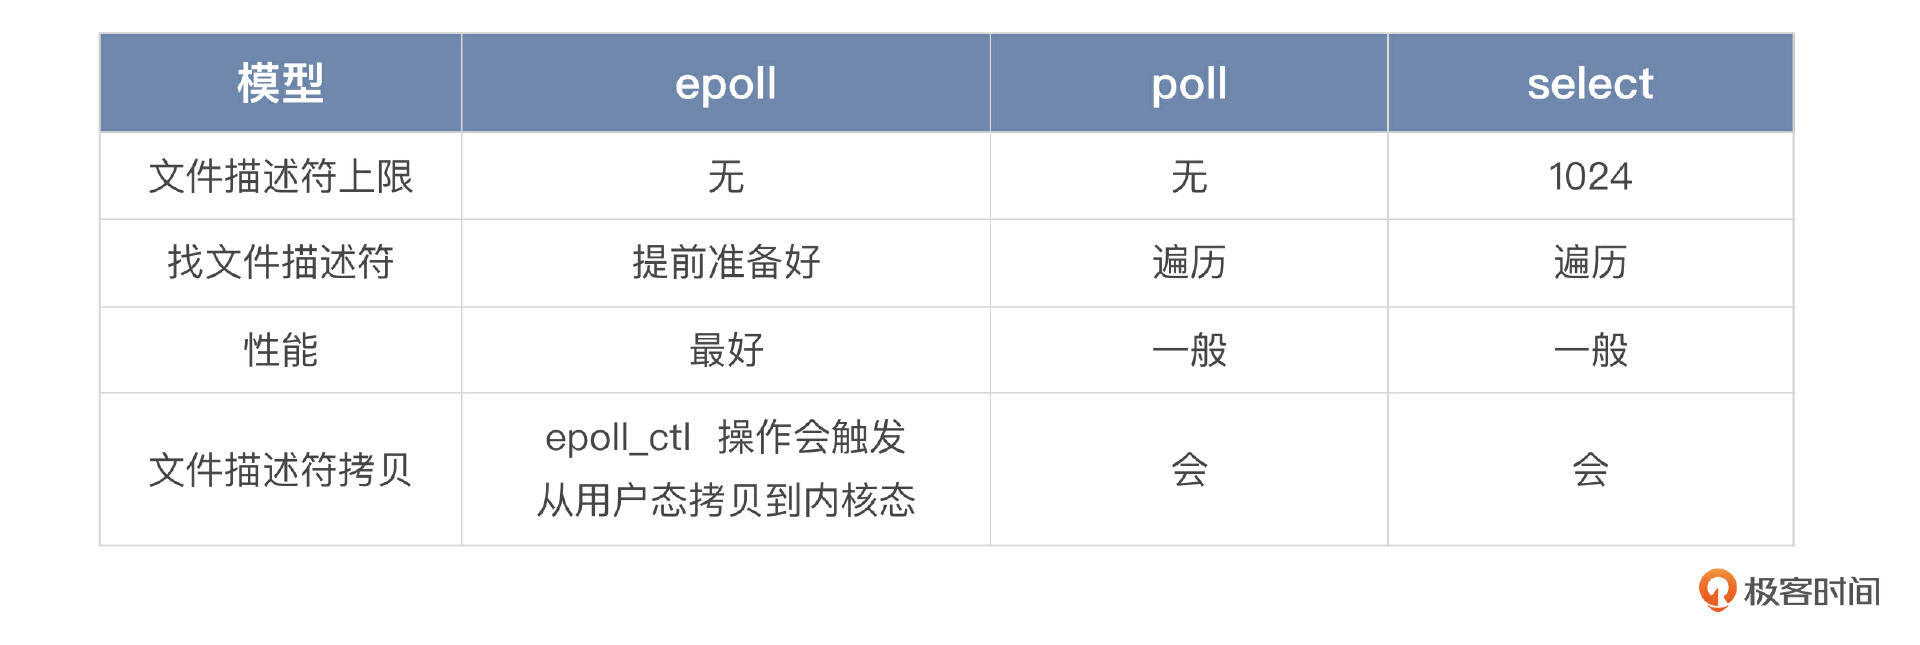 模型 epoll poll select
文件描述符上限 无 无 1024
找文件描述符 提前准备好 遍历 遍历
性能 最好 一般 一般
文件描述符拷贝 epoll_ctl 操作会触发
从用户态拷贝到内核态 会 会
极客时间